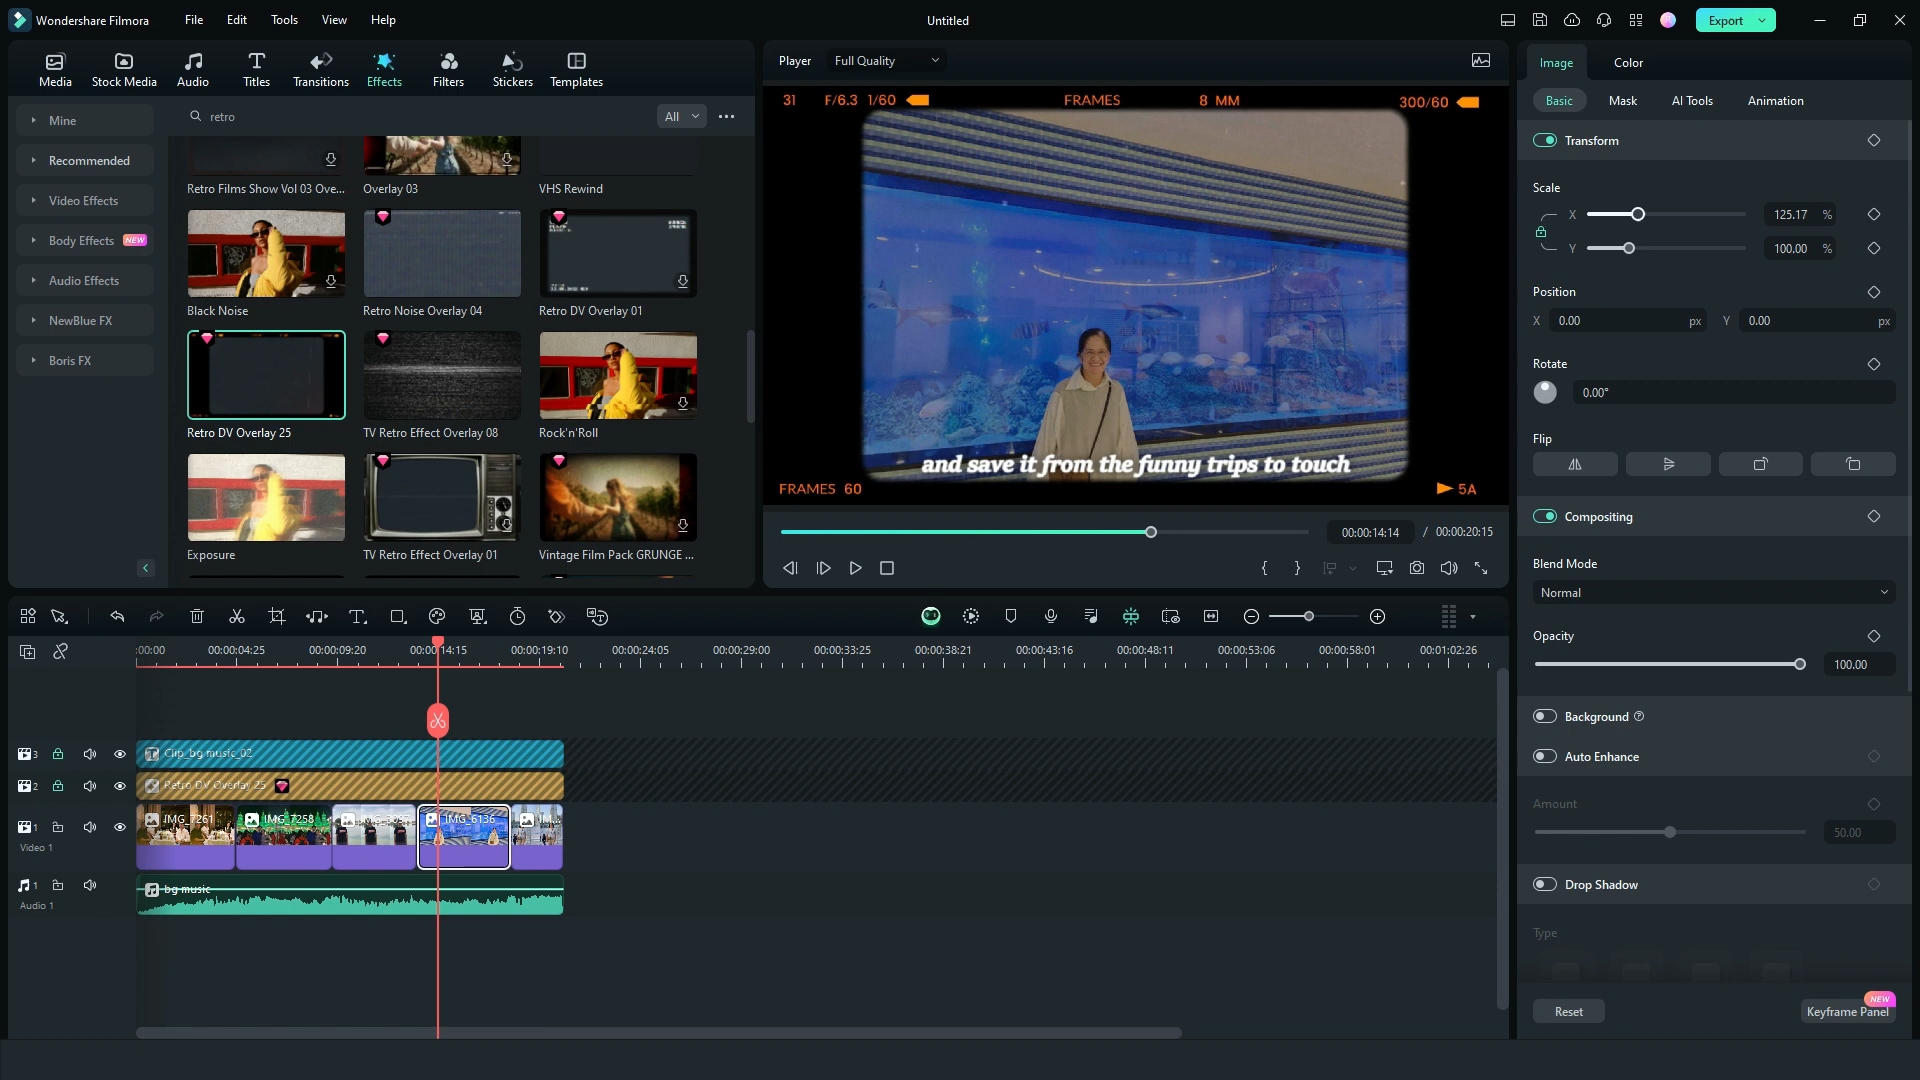 Wondershare Filmora File Edit Tools View Help Untitled Export
Media Stock Media Audio Titles Transitions Effects Filters Stickers Templates
Mine
Recommended
Video Effects
Body Effects NEW
Audio Effects
NewBlue FX
Boris FX
retro All
Retro Films Show Vol 03 Ove... Overlay 03 VHS Rewind
Black Noise Retro Noise Overlay 04 Retro DV Overlay 01
Retro DV Overlay 25 TV Retro Effect Overlay 08 Rock'n'Roll
Exposure TV Retro Effect Overlay 01 Vintage Film Pack GRUNGE ...
Player Full Quality
31 F/6.3 1/60 FRAMES 8 MM 300/60
and save it from the funny trips to touch
FRAMES 60 5A
00:00:14:14 / 00:00:20:15
Image Color
Basic Mask AI Tools Animation
Transform
Scale
X 125.17 %
Y 100.00 %
Position
X 0.00 px Y 0.00 px
Rotate
0.00°
Flip
Compositing
Blend Mode
Normal
Opacity
100.00
Background
Auto Enhance
Amount
50.00
Drop Shadow
Type
Reset NEW Keyframe Panel
:00:00 00:00:04:25 00:00:09:20 00:00:14:15 00:00:19:10 00:00:24:05 00:00:29:00 00:00:33:25 00:00:38:21 00:00:43:16 00:00:48:11 00:00:53:06 00:00:58:01 00:01:02:26
3 Clip_bg music_02
2 Retro DV Overlay 25
1 IMG_7261 IMG_7258 IMG_6136 IM...
Video 1
1 bg music
Audio 1